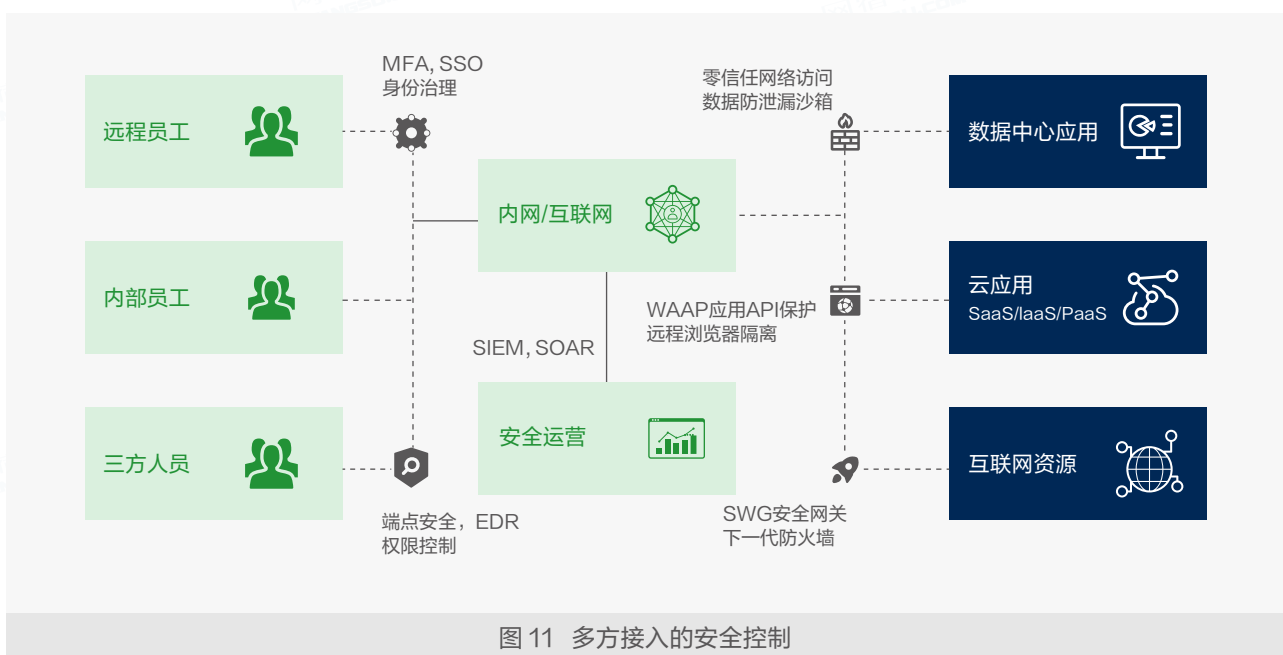 MFA, SSO
身份治理
零信任网络访问
数据防泄漏沙箱
远程员工
数据中心应用
内网/互联网
内部员工
云应用
SaaS/IaaS/PaaS
WAAP应用API保护
远程浏览器隔离
SIEM, SOAR
安全运营
三方人员
互联网资源
端点安全，EDR
权限控制
SWG安全网关
下一代防火墙
图 11 多方接入的安全控制